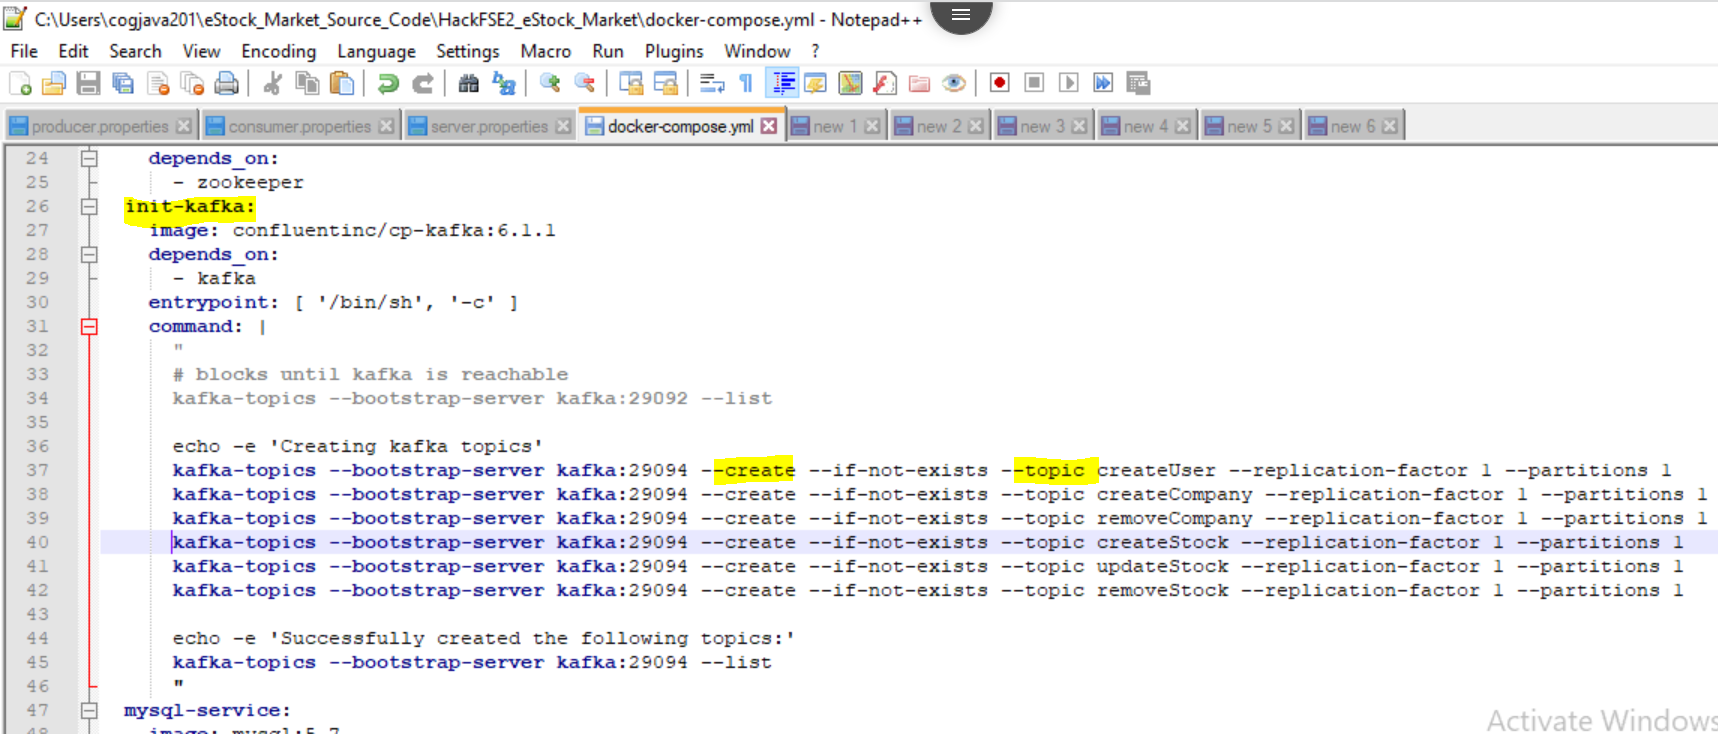 C:\Users\cogjava201\eStock_Market_Source_Code\HackFSE2_eStock_Market\docker-compose.yml - Notepad++
File Edit Search View Encoding Language Settings Macro Run Plugins Window ?
producer.properties consumer.properties server.properties docker-compose.yml new 1 new 2 new 3 new 4 new 5 new 6
24 depends_on:
25 - zookeeper
26 init-kafka:
27 image: confluentinc/cp-kafka:6.1.1
28 depends_on:
29 - kafka
30 entrypoint: [ '/bin/sh', '-c' ]
31 command: |
32 "
33 # blocks until kafka is reachable
34 kafka-topics --bootstrap-server kafka:29092 --list
35
36 echo -e 'Creating kafka topics'
37 kafka-topics --bootstrap-server kafka:29094 --create --if-not-exists --topic createUser --replication-factor 1 --partitions 1
38 kafka-topics --bootstrap-server kafka:29094 --create --if-not-exists --topic createCompany --replication-factor 1 --partitions 1
39 kafka-topics --bootstrap-server kafka:29094 --create --if-not-exists --topic removeCompany --replication-factor 1 --partitions 1
40 kafka-topics --bootstrap-server kafka:29094 --create --if-not-exists --topic createStock --replication-factor 1 --partitions 1
41 kafka-topics --bootstrap-server kafka:29094 --create --if-not-exists --topic updateStock --replication-factor 1 --partitions 1
42 kafka-topics --bootstrap-server kafka:29094 --create --if-not-exists --topic removeStock --replication-factor 1 --partitions 1
43
44 echo -e 'Successfully created the following topics:'
45 kafka-topics --bootstrap-server kafka:29094 --list
46 "
47 mysql-service:
48 image: mysql:5.7
Activate Windows